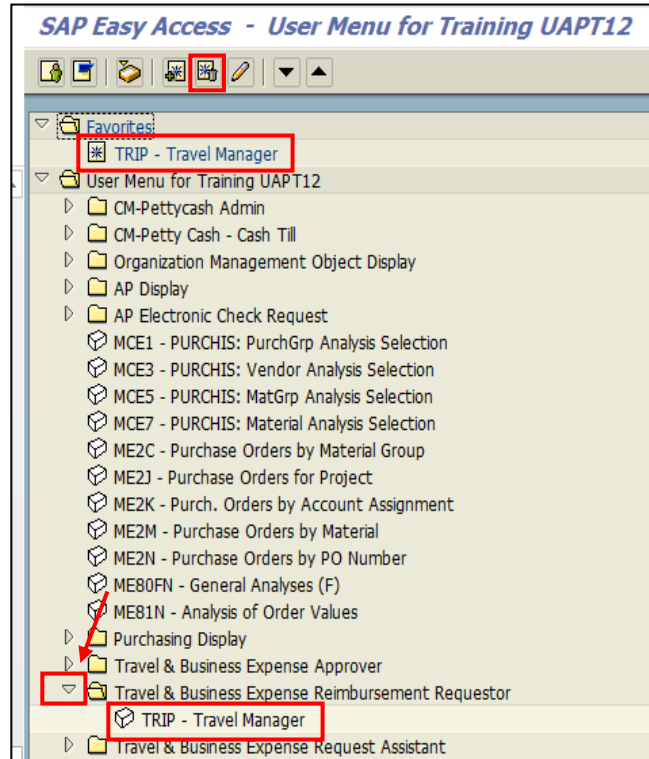 SAP Easy Access - User Menu for Training UAPT12
Favorites
TRIP - Travel Manager
User Menu for Training UAPT12
CM-Pettycash Admin
CM-Petty Cash - Cash Till
Organization Management Object Display
AP Display
AP Electronic Check Request
MCE1 - PURCHIS: PurchGrp Analysis Selection
MCE3 - PURCHIS: Vendor Analysis Selection
MCE5 - PURCHIS: MatGrp Analysis Selection
MCE7 - PURCHIS: Material Analysis Selection
ME2C - Purchase Orders by Material Group
ME2J - Purchase Orders for Project
ME2K - Purch. Orders by Account Assignment
ME2M - Purchase Orders by Material
ME2N - Purchase Orders by PO Number
ME80FN - General Analyses (F)
ME81N - Analysis of Order Values
Purchasing Display
Travel & Business Expense Approver
Travel & Business Expense Reimbursement Requestor
TRIP - Travel Manager
Travel & Business Expense Request Assistant